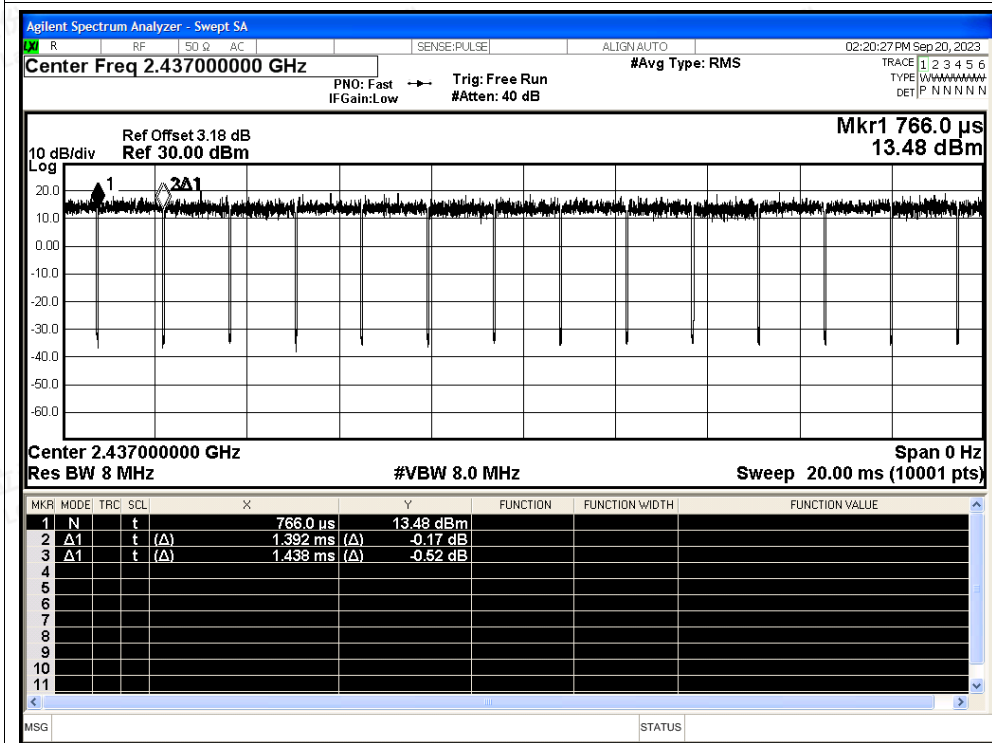 Agilent Spectrum Analyzer - Swept SA
LXI R RF 50 Ω AC SENSE:PULSE ALIGN AUTO 02:20:27 PM Sep 20, 2023
Center Freq 2.437000000 GHz #Avg Type: RMS TRACE 1 2 3 4 5 6
PNO: Fast Trig: Free Run TYPE
IFGain:Low #Atten: 40 dB DET P N N N N N
Mkr1 766.0 µs
Ref Offset 3.18 dB
10 dB/div Ref 30.00 dBm 13.48 dBm
Log
20.0
1 2Δ1
10.0
0.00
-10.0
-20.0
-30.0
-40.0
-50.0
-60.0
Center 2.437000000 GHz Span 0 Hz
Res BW 8 MHz #VBW 8.0 MHz Sweep 20.00 ms (10001 pts)
MKR MODE TRC SCL X Y FUNCTION FUNCTION WIDTH FUNCTION VALUE
1 N t 766.0 µs 13.48 dBm
2 Δ1 t (Δ) 1.392 ms (Δ) -0.17 dB
3 Δ1 t (Δ) 1.438 ms (Δ) -0.52 dB
4
5
6
7
8
9
10
11
MSG STATUS